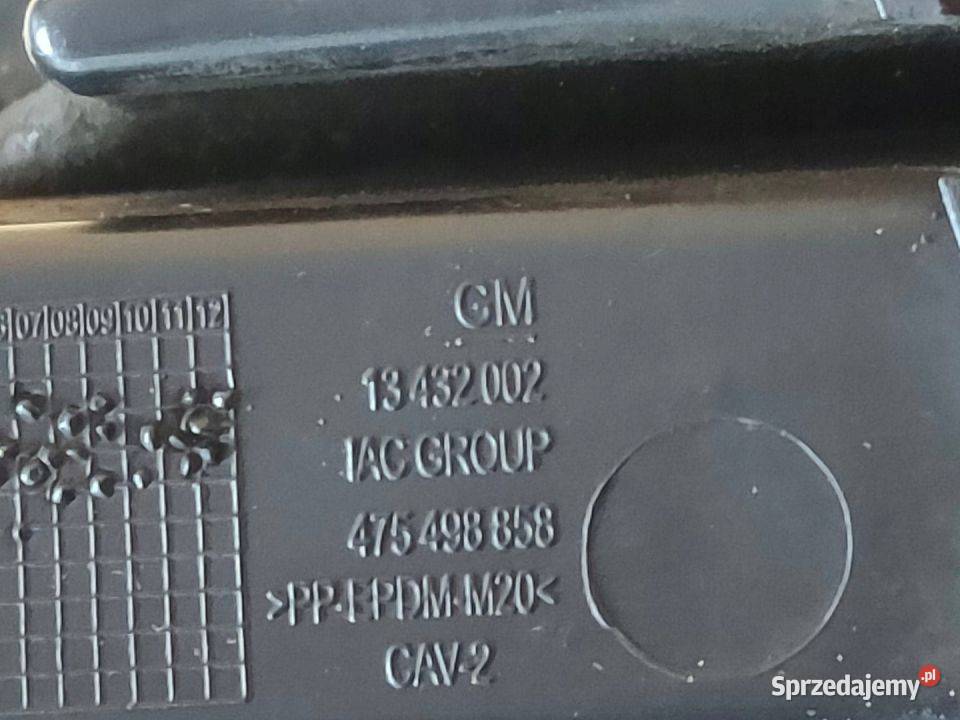 07 08 09 10 11 12
GM
13 432 002
IAC GROUP
475 498 858
>PP-EPDM-M20<
CAV-2
Sprzedajemy.pl